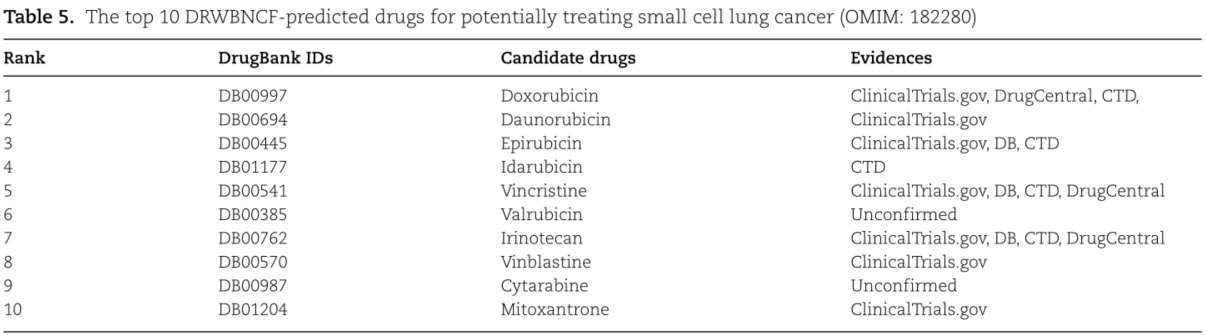 Table 5. The top 10 DRWBNCF-predicted drugs for potentially treating small cell lung cancer (OMIM: 182280)
Rank DrugBank IDs Candidate drugs Evidences
1 DB00997 Doxorubicin ClinicalTrials.gov, DrugCentral, CTD,
2 DB00694 Daunorubicin ClinicalTrials.gov
3 DB00445 Epirubicin ClinicalTrials.gov, DB, CTD
4 DB01177 Idarubicin CTD
5 DB00541 Vincristine ClinicalTrials.gov, DB, CTD, DrugCentral
6 DB00385 Valrubicin Unconfirmed
7 DB00762 Irinotecan ClinicalTrials.gov, DB, CTD, DrugCentral
8 DB00570 Vinblastine ClinicalTrials.gov
9 DB00987 Cytarabine Unconfirmed
10 DB01204 Mitoxantrone ClinicalTrials.gov